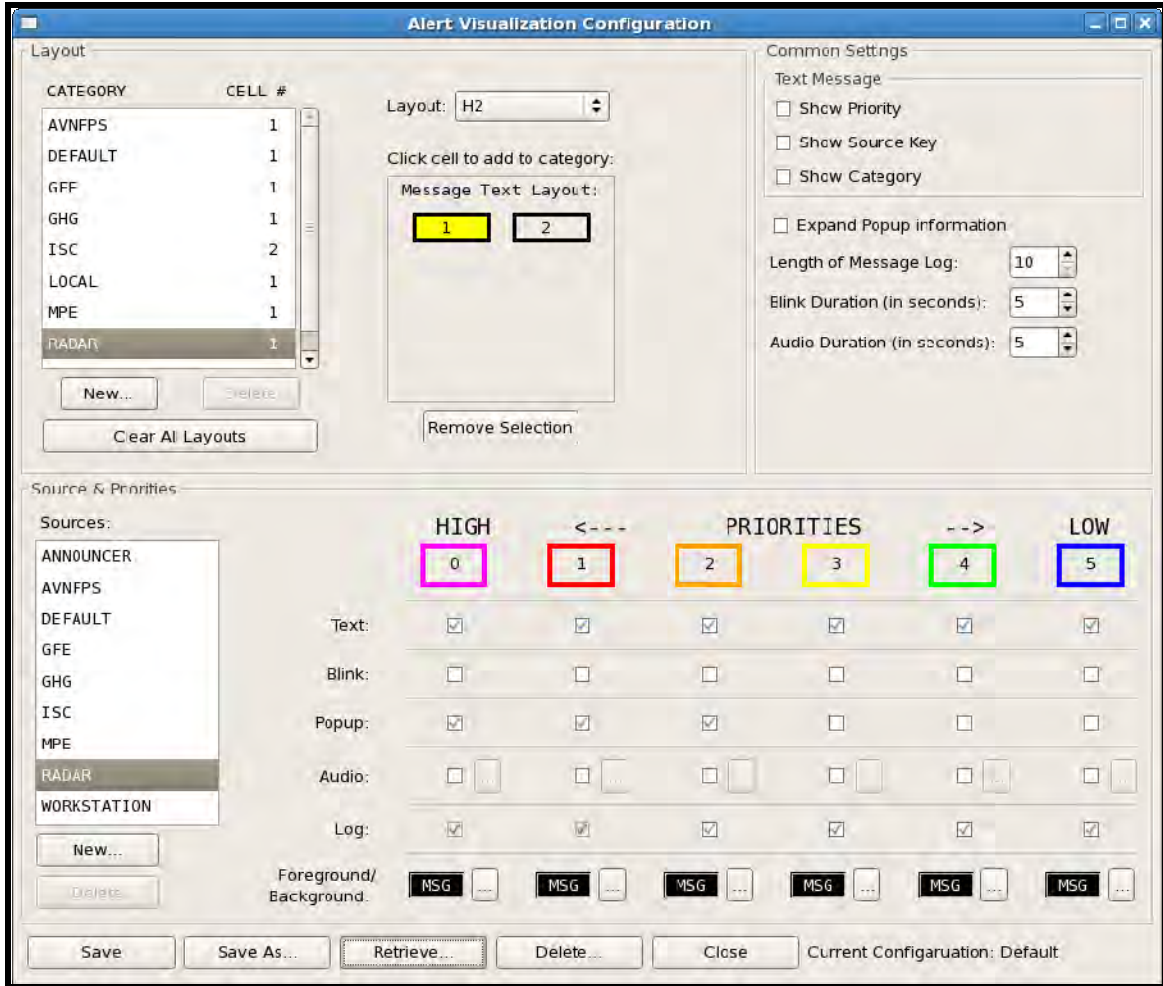 Alert Visualization Configuration
Layout
CATEGORY CELL #
AVNFPS 1
DEFAULT 1
GFE 1
GHG 1
ISC 2
LOCAL 1
MPE 1
RADAR 1
New...
Delete
Clear All Layouts
Layout: H2
Click cell to add to category:
Message Text Layout:
1 2
Remove Selection
Common Settings
Text Message
Show Priority
Show Source Key
Show Category
Expand Popup information
Length of Message Log: 10
Blink Duration (in seconds): 5
Audio Duration (in seconds): 5
Source & Priorities
Sources:
ANNOUNCER
AVNFPS
DEFAULT
GFE
GHG
ISC
MPE
RADAR
WORKSTATION
New...
Delete...
HIGH <--- PRIORITIES --> LOW
0 1 2 3 4 5
Text:
Blink:
Popup:
Audio: ... ... ... ... ... ...
Log:
Foreground/
Background:
MSG ... MSG ... MSG ... MSG ... MSG ... MSG ...
Save Save As... Retrieve... Delete... Close Current Configaruation: Default